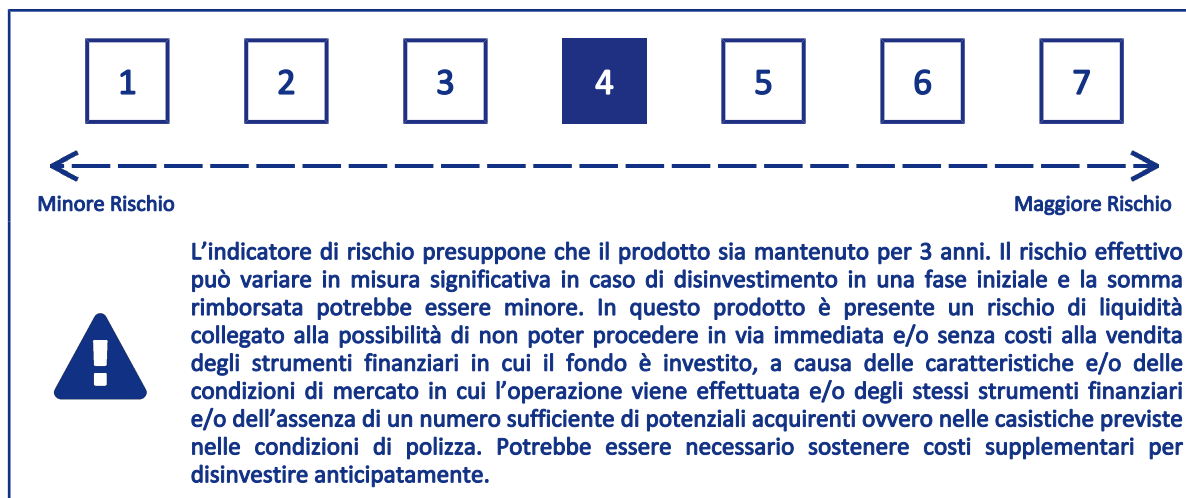 1 2 3 4 5 6 7
Minore Rischio Maggiore Rischio
L’indicatore di rischio presuppone che il prodotto sia mantenuto per 3 anni. Il rischio effettivo
può variare in misura significativa in caso di disinvestimento in una fase iniziale e la somma
rimborsata potrebbe essere minore. In questo prodotto è presente un rischio di liquidità
collegato alla possibilità di non poter procedere in via immediata e/o senza costi alla vendita
degli strumenti finanziari in cui il fondo è investito, a causa delle caratteristiche e/o delle
condizioni di mercato in cui l’operazione viene effettuata e/o degli stessi strumenti finanziari
e/o dell’assenza di un numero sufficiente di potenziali acquirenti ovvero nelle casistiche previste
nelle condizioni di polizza. Potrebbe essere necessario sostenere costi supplementari per
disinvestire anticipatamente.